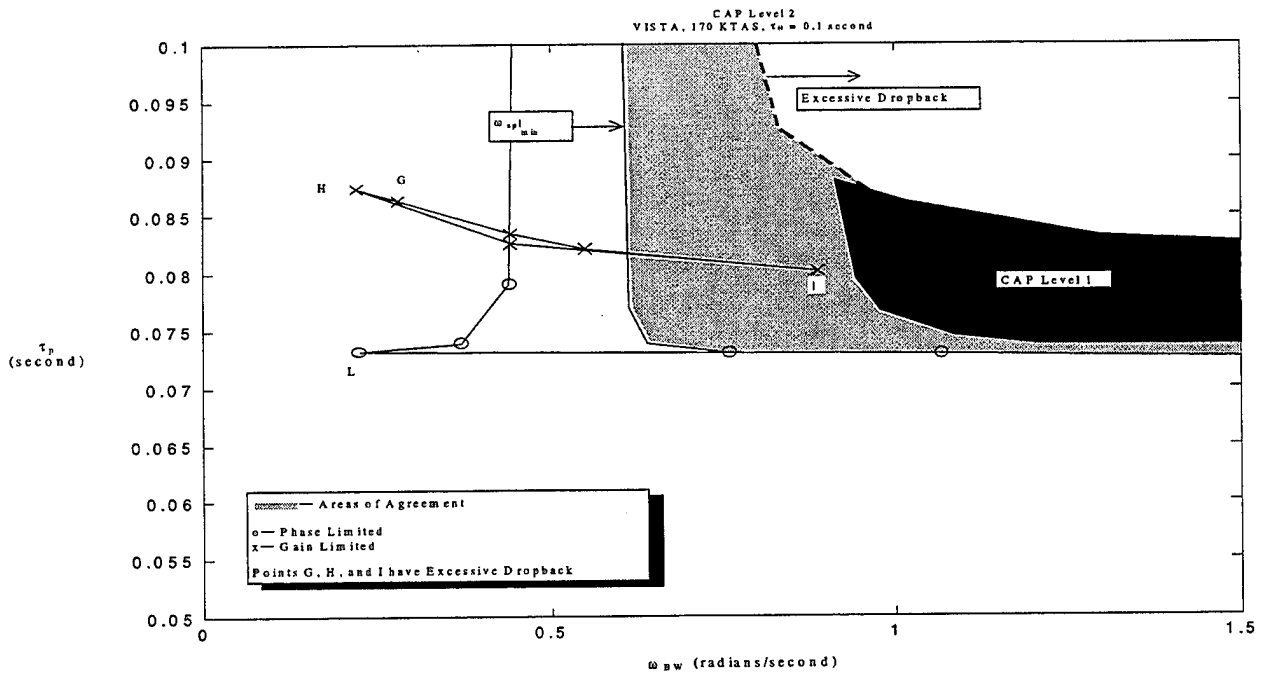 CAP Level 2
VISTA, 170 KTAS, τH = 0.1 second
0.1
0.095
0.09
0.085
0.08
0.075
0.07
0.065
0.06
0.055
0.05
τp
(second)
ωsp|min
Excessive Dropback
H
G
I
L
CAP Level 1
— Areas of Agreement
o— Phase Limited
x— Gain Limited
Points G, H, and I have Excessive Dropback
0
0.5
1
1.5
ωBW (radians/second)